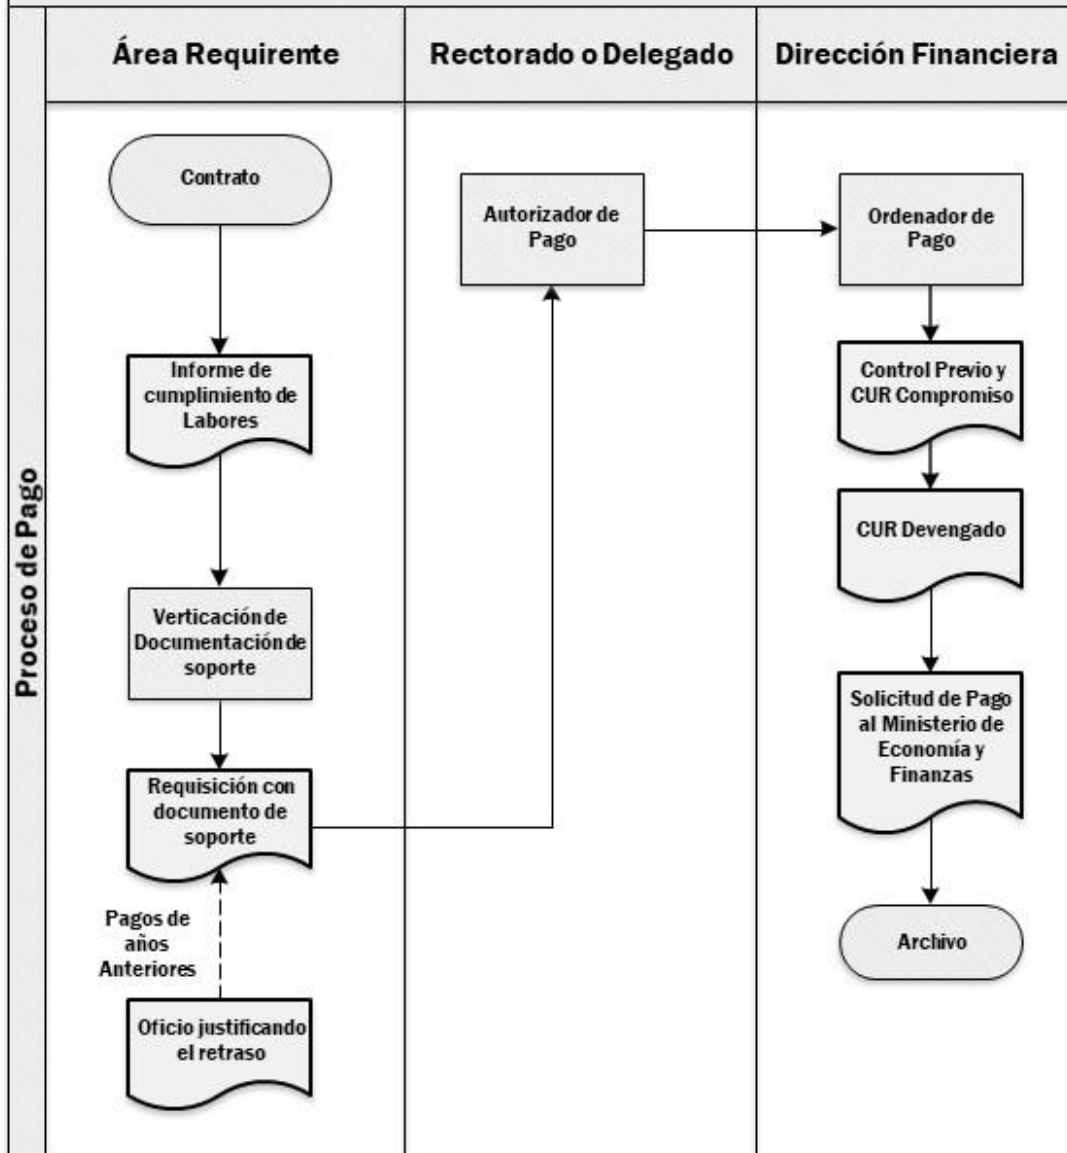 Área Requirente
Rectorado o Delegado
Dirección Financiera
Proceso de Pago
Contrato
Informe de
cumplimiento de
Labores
Verticación de
Documentación de
soporte
Requisición con
documento de
soporte
Pagos de
años
Anteriores
Oficio justificando
el retraso
Autorizador de
Pago
Ordenador de
Pago
Control Previo y
CUR Compromiso
CUR Devengado
Solicitud de Pago
al Ministerio de
Economía y
Finanzas
Archivo